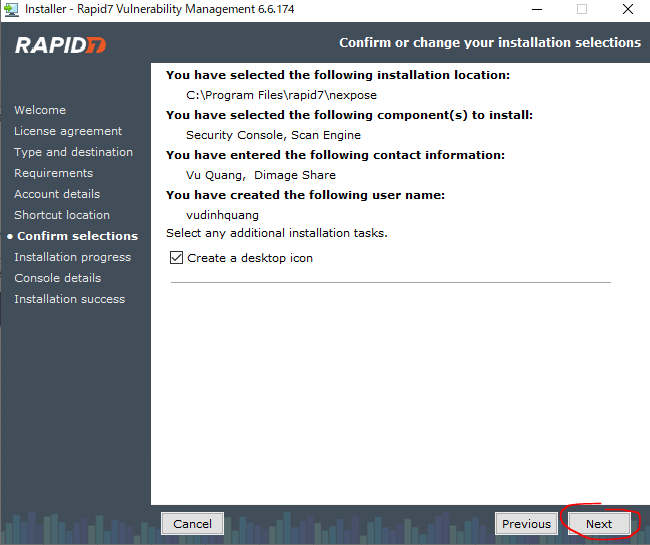 Installer - Rapid7 Vulnerability Management 6.6.174
RAPID7
Confirm or change your installation selections
Welcome
License agreement
Type and destination
Requirements
Account details
Shortcut location
Confirm selections
Installation progress
Console details
Installation success
You have selected the following installation location:
C:\Program Files\rapid7\nexpose
You have selected the following component(s) to install:
Security Console, Scan Engine
You have entered the following contact information:
Vu Quang,  Dimage Share
You have created the following user name:
vudinhquang
Select any additional installation tasks.
Create a desktop icon
Cancel
Previous
Next